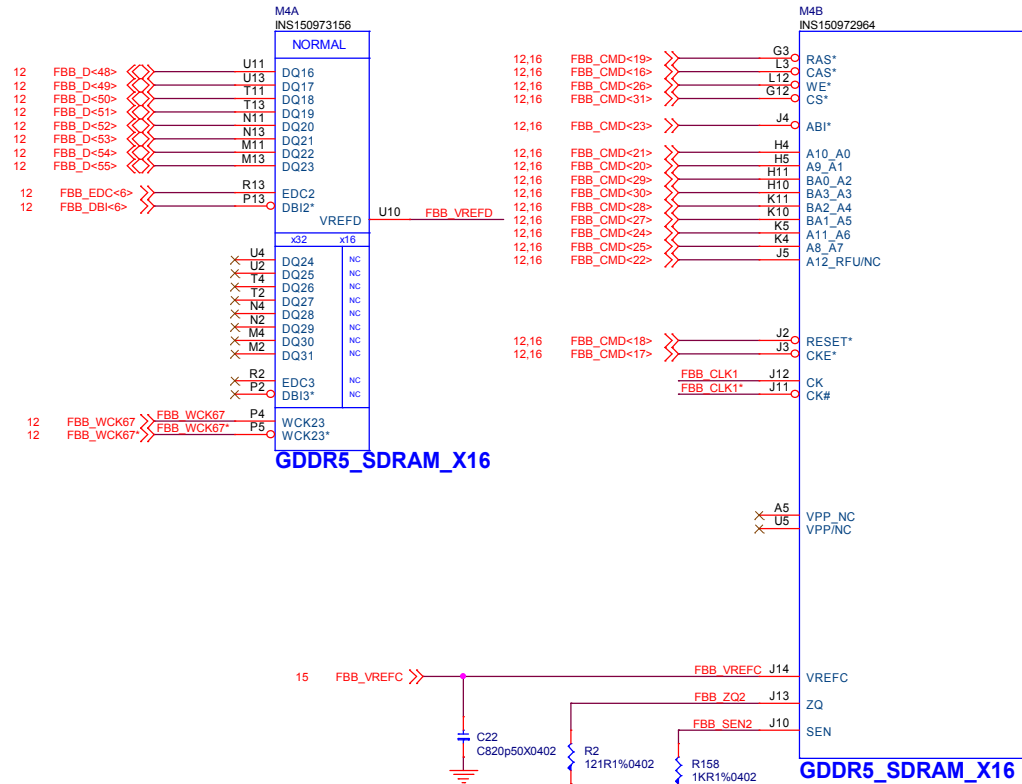 M4A
INS150973156
NORMAL
12 FBB_D<48> U11 DQ16
12 FBB_D<49> U13 DQ17
12 FBB_D<50> T11 DQ18
12 FBB_D<51> T13 DQ19
12 FBB_D<52> N11 DQ20
12 FBB_D<53> N13 DQ21
12 FBB_D<54> M11 DQ22
12 FBB_D<55> M13 DQ23
12 FBB_EDC<6> R13 EDC2
12 FBB_DBI<6> P13 DBI2*
VREFD U10 FBB_VREFD
x32 x16
U4 DQ24 NC
U2 DQ25 NC
T4 DQ26 NC
T2 DQ27 NC
N4 DQ28 NC
N2 DQ29 NC
M4 DQ30 NC
M2 DQ31 NC
R2 EDC3 NC
P2 DBI3* NC
12 FBB_WCK67 FBB_WCK67 P4 WCK23
12 FBB_WCK67* FBB_WCK67* P5 WCK23*
GDDR5_SDRAM_X16
M4B
INS150972964
12,16 FBB_CMD<19> G3 RAS*
12,16 FBB_CMD<16> L3 CAS*
12,16 FBB_CMD<26> L12 WE*
12,16 FBB_CMD<31> G12 CS*
12,16 FBB_CMD<23> J4 ABI*
12,16 FBB_CMD<21> H4 A10_A0
12,16 FBB_CMD<20> H5 A9_A1
12,16 FBB_CMD<29> H11 BA0_A2
12,16 FBB_CMD<30> H10 BA3_A3
12,16 FBB_CMD<28> K11 BA2_A4
12,16 FBB_CMD<27> K10 BA1_A5
12,16 FBB_CMD<24> K5 A11_A6
12,16 FBB_CMD<25> K4 A8_A7
12,16 FBB_CMD<22> J5 A12_RFU/NC
12,16 FBB_CMD<18> J2 RESET*
12,16 FBB_CMD<17> J3 CKE*
FBB_CLK1 J12 CK
FBB_CLK1* J11 CK#
A5 VPP_NC
U5 VPP/NC
15 FBB_VREFC FBB_VREFC J14 VREFC
FBB_ZQ2 J13 ZQ
FBB_SEN2 J10 SEN
C22
C820p50X0402
R2
121R1%0402
R158
1KR1%0402
GDDR5_SDRAM_X16